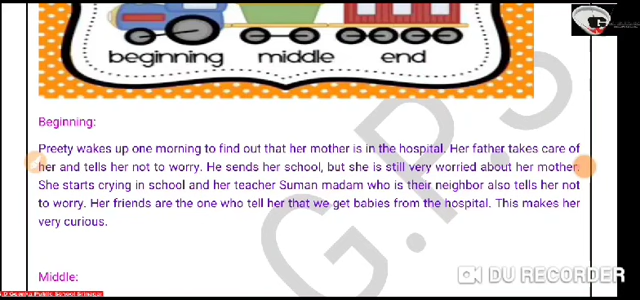 beginning middle end
Beginning:
Preety wakes up one morning to find out that her mother is in the hospital. Her father takes care of
her and tells her not to worry. He sends her school, but she is still very worried about her mother.
She starts crying in school and her teacher Suman madam who is their neighbor also tells her not
to worry. Her friends are the one who tell her that we get babies from the hospital. This makes her
very curious.
Middle:
G.P.S
DU RECORDER